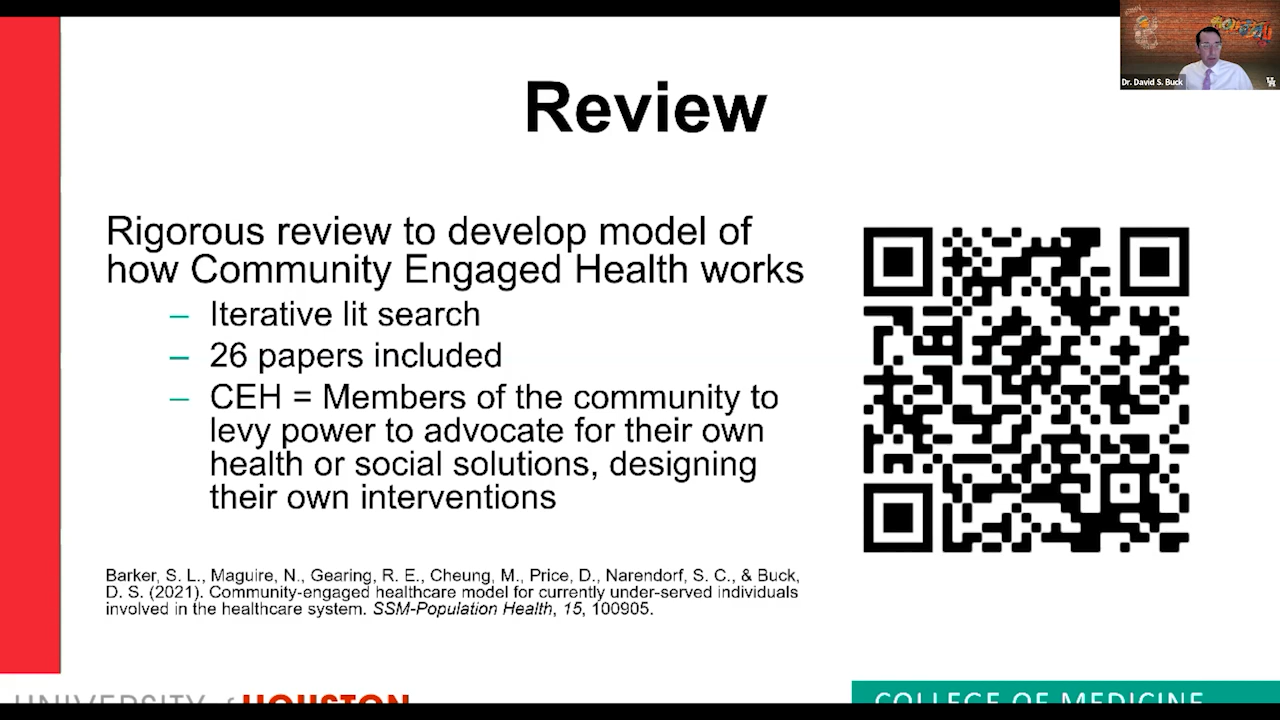 Dr. David S. Buck
Review
Rigorous review to develop model of
how Community Engaged Health works
– Iterative lit search
– 26 papers included
– CEH = Members of the community to
levy power to advocate for their own
health or social solutions, designing
their own interventions
Barker, S. L., Maguire, N., Gearing, R. E., Cheung, M., Price, D., Narendorf, S. C., & Buck,
D. S. (2021). Community-engaged healthcare model for currently under-served individuals
involved in the healthcare system. SSM-Population Health, 15, 100905.
UNIVERSITY of HOUSTON
COLLEGE OF MEDICINE